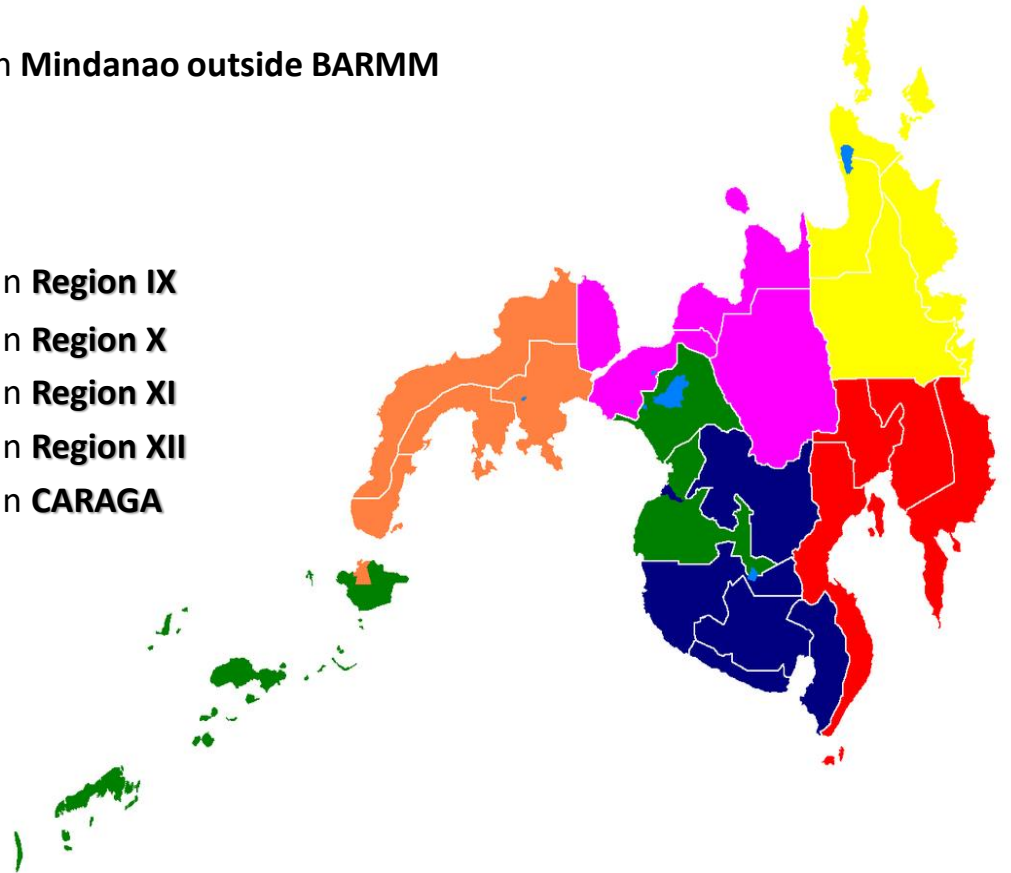 n Mindanao outside BARMM
n Region IX
n Region X
n Region XI
n Region XII
n CARAGA